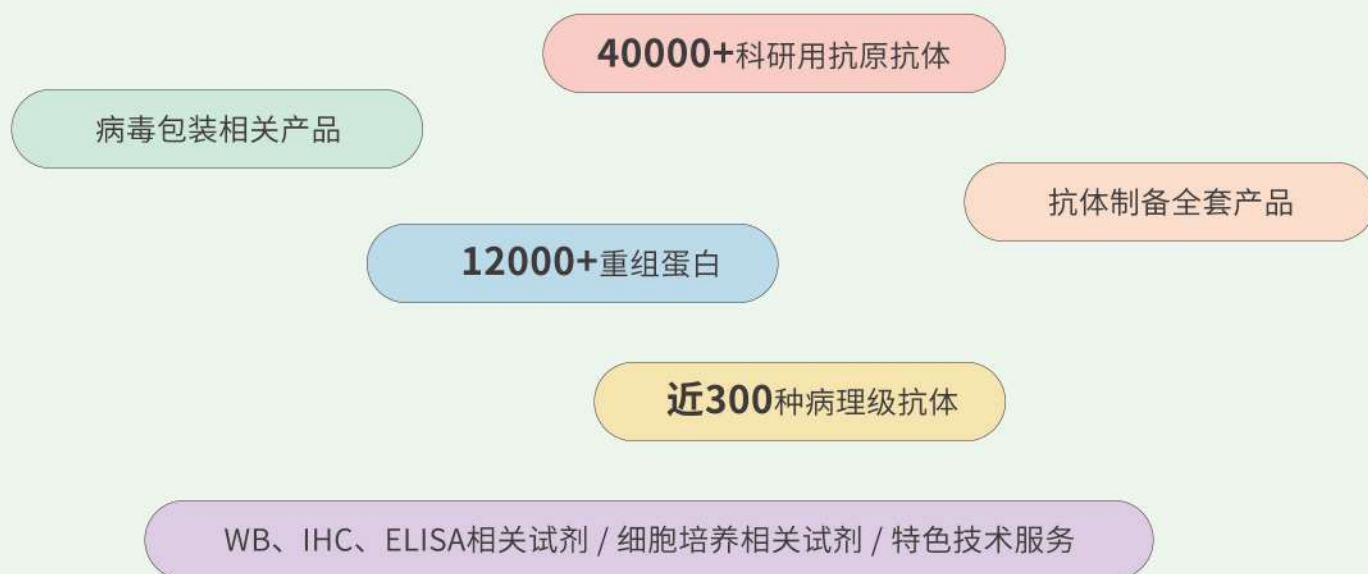 40000+科研用抗原抗体
病毒包装相关产品
抗体制备全套产品
12000+重组蛋白
近300种病理级抗体
WB、IHC、ELISA相关试剂 / 细胞培养相关试剂 / 特色技术服务